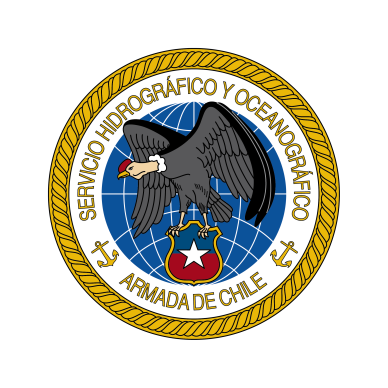 SERVICIO HIDROGRÁFICO Y OCEANOGRÁFICO
ARMADA DE CHILE